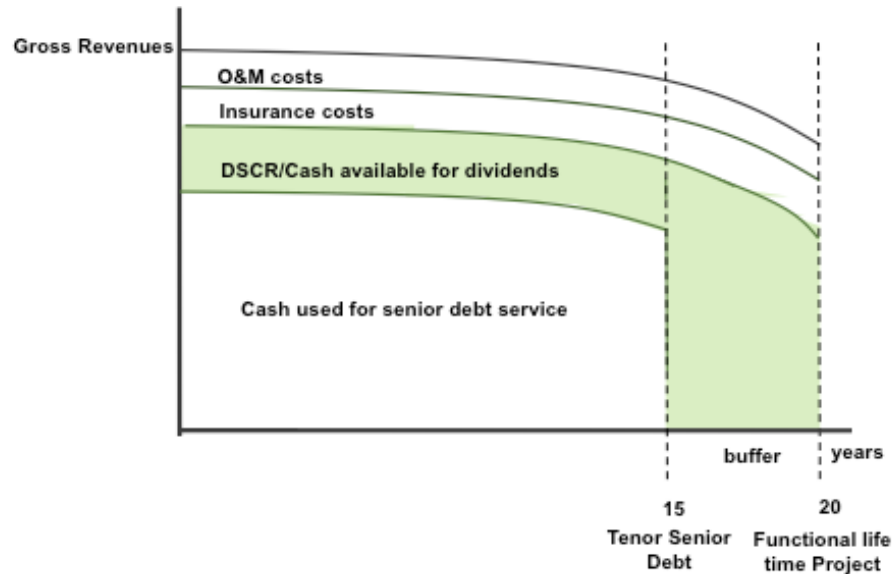 Gross Revenues
O&M costs
Insurance costs
DSCR/Cash available for dividends
Cash used for senior debt service
buffer
years
15
20
Tenor Senior
Debt
Functional life
time Project